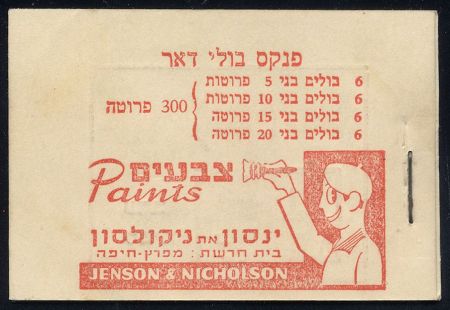 פנקס בולי דאר
6 בולים בני 5 פרוטות
6 בולים בני 10 פרוטות
6 בולים בני 15 פרוטה
6 בולים בני 20 פרוטה
300 פרוטה
צבעים
Paints
ינסון את ניקולסון
בית חרשת: מפרץ-חיפה
JENSON & NICHOLSON